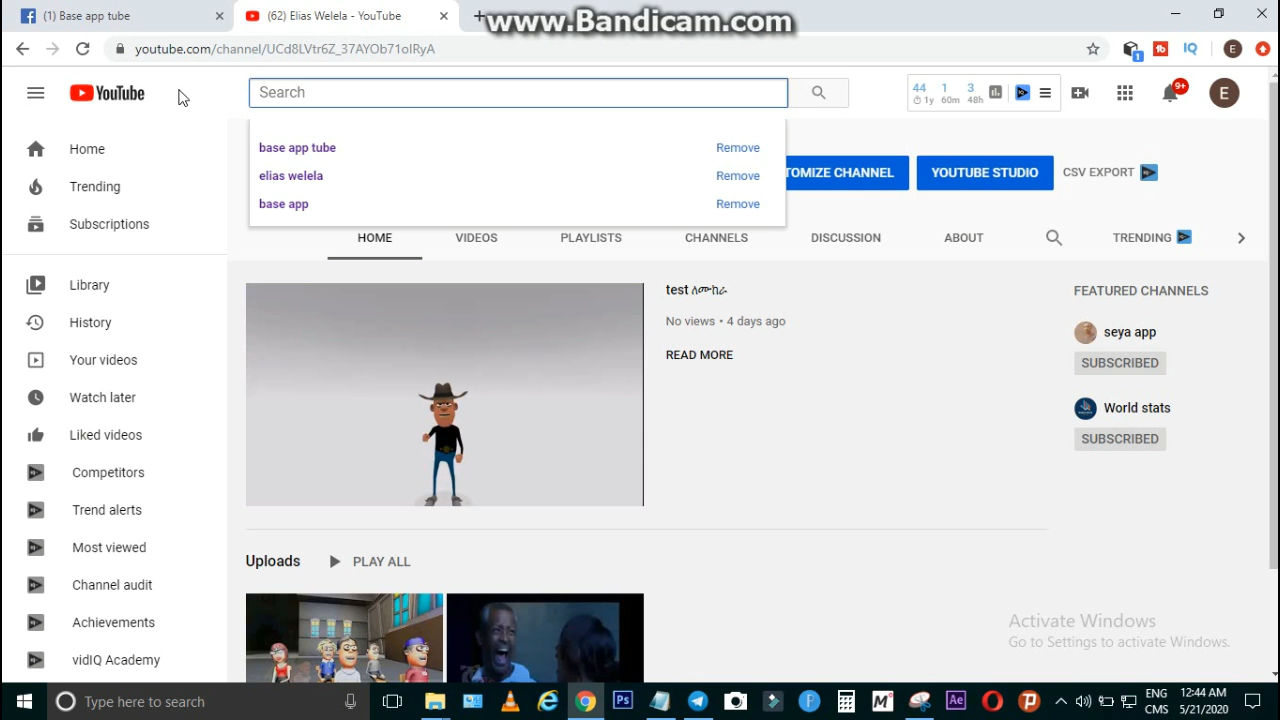 (1) Base app tube
(62) Elias Welela - YouTube
www.Bandicam.com
youtube.com/channel/UCd8LVtr6Z_37AYOb71oIRyA
1
IQ
E
YouTube
Search
44 1 3
1y 60m 48h
9+
E
base app tube Remove
elias welela Remove
base app Remove
TOMIZE CHANNEL
YOUTUBE STUDIO
CSV EXPORT
Home
Trending
Subscriptions
Library
History
Your videos
Watch later
Liked videos
Competitors
Trend alerts
Most viewed
Channel audit
Achievements
vidIQ Academy
HOME VIDEOS PLAYLISTS CHANNELS DISCUSSION ABOUT TRENDING
test ለሙከራ
No views • 4 days ago
READ MORE
FEATURED CHANNELS
seya app
SUBSCRIBED
World stats
SUBSCRIBED
Uploads PLAY ALL
Activate Windows
Go to Settings to activate Windows.
Type here to search
Ps
Ae
ENG
CMS
12:44 AM
5/21/2020